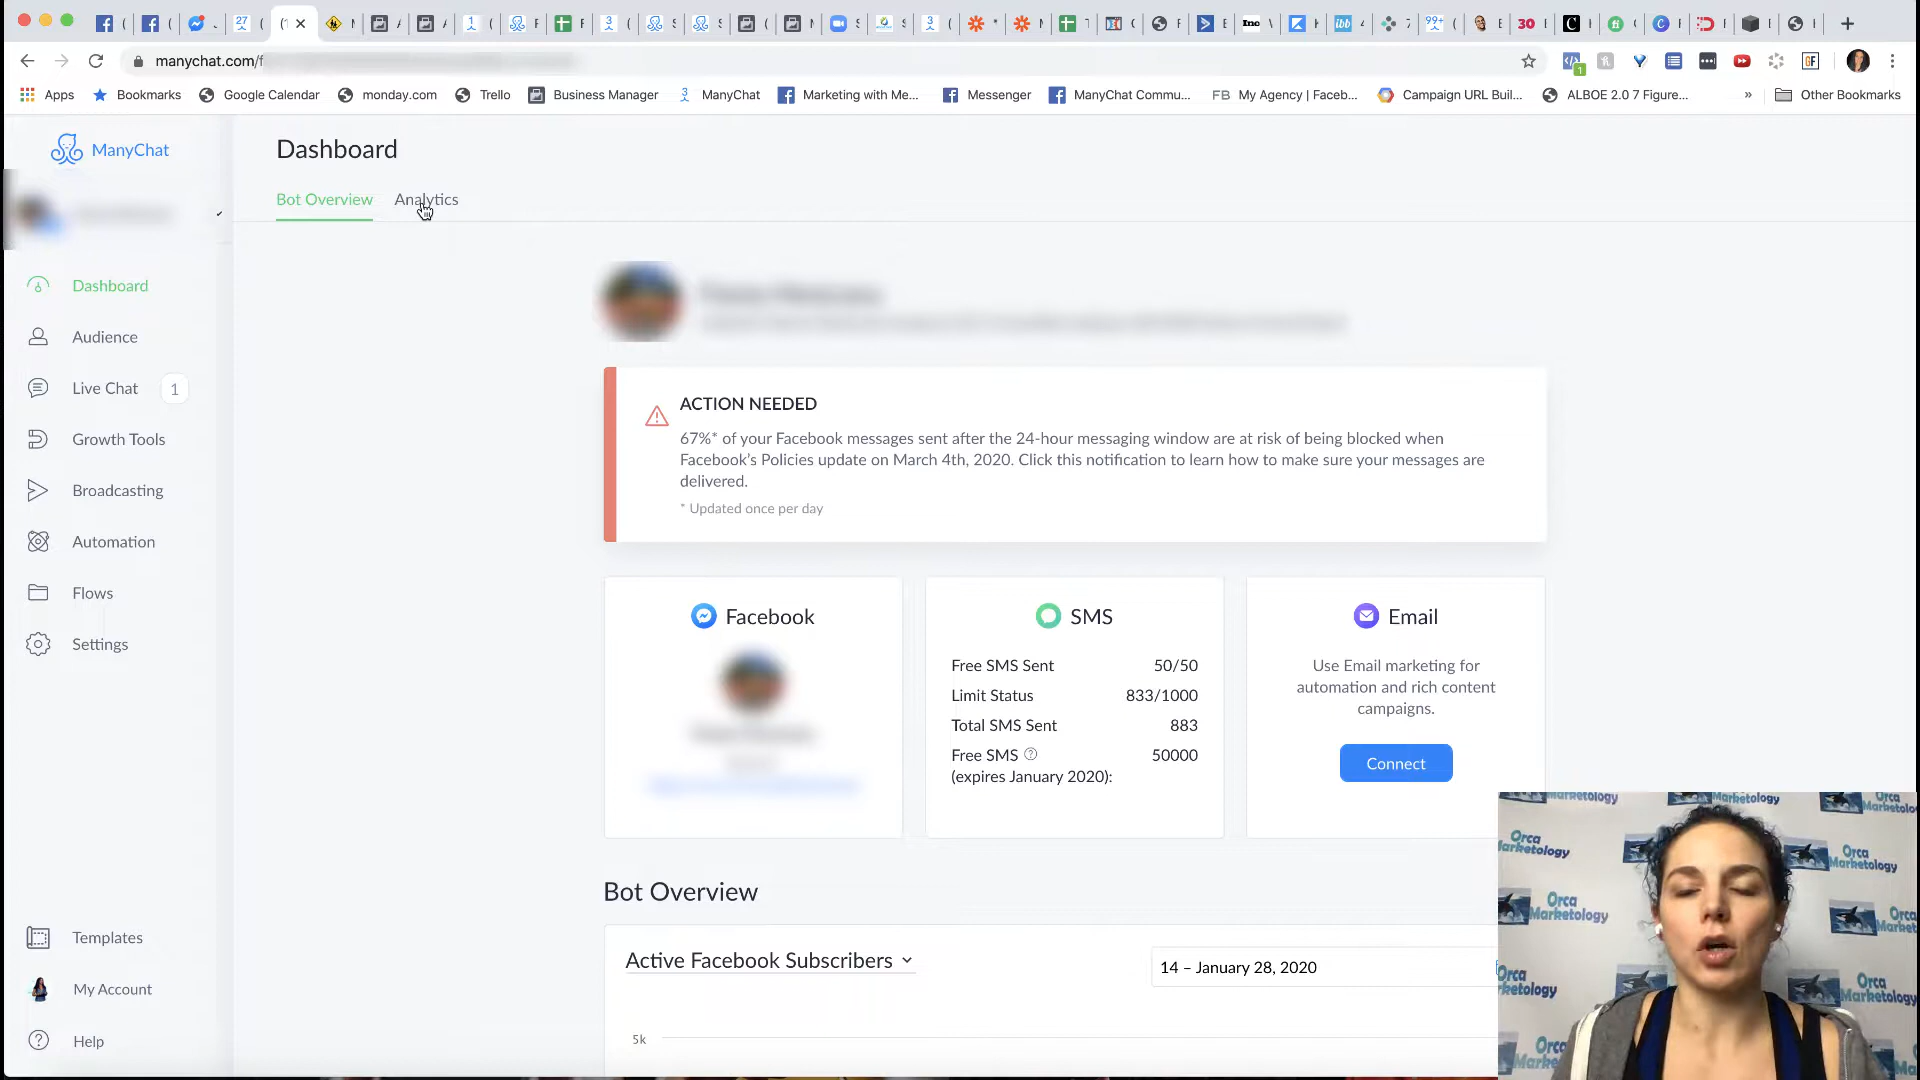 manychat.com/f
Apps
Bookmarks
Google Calendar
monday.com
Trello
Business Manager
ManyChat
Marketing with Me...
Messenger
ManyChat Commu...
FB My Agency | Faceb...
Campaign URL Buil...
ALBOE 2.0 7 Figure...
»
Other Bookmarks
ManyChat
Dashboard
Bot Overview
Analytics
Dashboard
Audience
Live Chat 1
Growth Tools
Broadcasting
Automation
Flows
Settings
Templates
My Account
Help
ACTION NEEDED
67%* of your Facebook messages sent after the 24-hour messaging window are at risk of being blocked when
Facebook's Policies update on March 4th, 2020. Click this notification to learn how to make sure your messages are
delivered.
* Updated once per day
Facebook
SMS
Free SMS Sent 50/50
Limit Status 833/1000
Total SMS Sent 883
Free SMS 50000
(expires January 2020):
Email
Use Email marketing for
automation and rich content
campaigns.
Connect
Bot Overview
Active Facebook Subscribers
14 – January 28, 2020
5k
Orca
Marketology